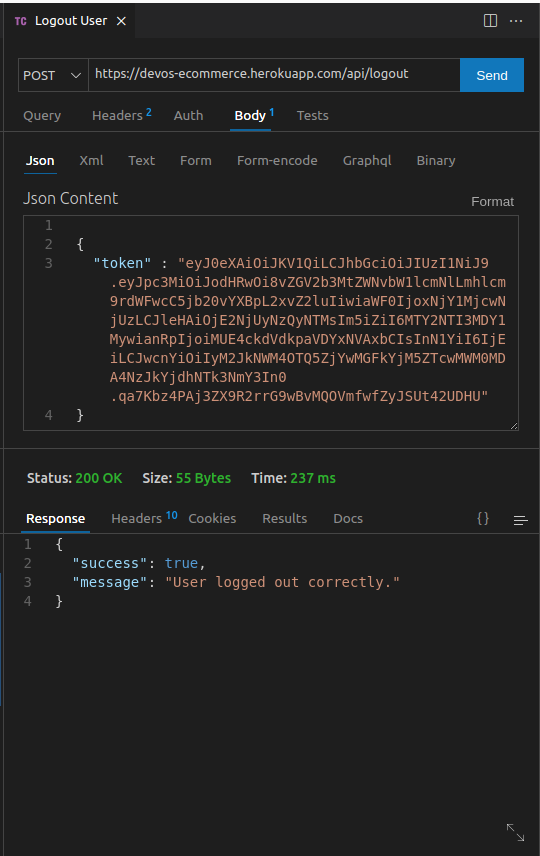 TC Logout User
POST https://devos-ecommerce.herokuapp.com/api/logout Send
Query Headers 2 Auth Body 1 Tests
Json Xml Text Form Form-encode Graphql Binary
Json Content Format
1
2 {
3 "token" : "eyJ0eXAiOiJKV1QiLCJhbGciOiJIUzI1NiJ9
.eyJpc3MiOiJodHRwOi8vZGV2b3MtZWNvbW1lcmNlLmhlcm
9rdWFwcC5jb20vYXBpL2xvZ2luIiwiaWF0IjoxNjY1MjcwN
jUzLCJleHAiOjE2NjUyNzQyNTMsIm5iZiI6MTY2NTI3MDY1
MywianRpIjoiMUE4ckdVdkpaVDYxNVAxbCIsInN1YiI6IjE
iLCJwcnYiOiIyM2JkNWM4OTQ5ZjYwMGFkYjM5ZTcwMWM0MD
A4NzJkYjdhNTk3NmY3In0
.qa7Kbz4PAj3ZX9R2rrG9wBvMQOVmfwfZyJSUt42UDHU"
4 }
Status: 200 OK Size: 55 Bytes Time: 237 ms
Response Headers 10 Cookies Results Docs { }
1 {
2 "success": true,
3 "message": "User logged out correctly."
4 }